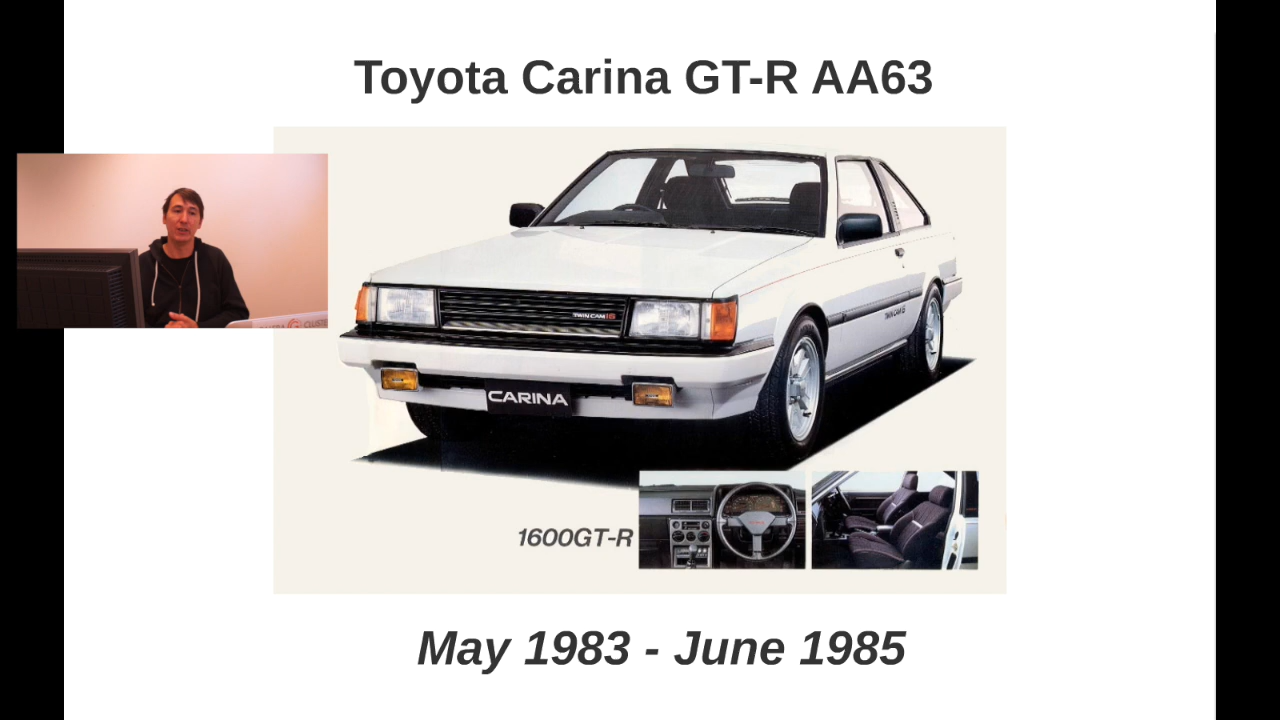 Toyota Carina GT-R AA63
TWIN CAM 16
TWIN CAM 16
CARINA
1600GT-R
May 1983 - June 1985